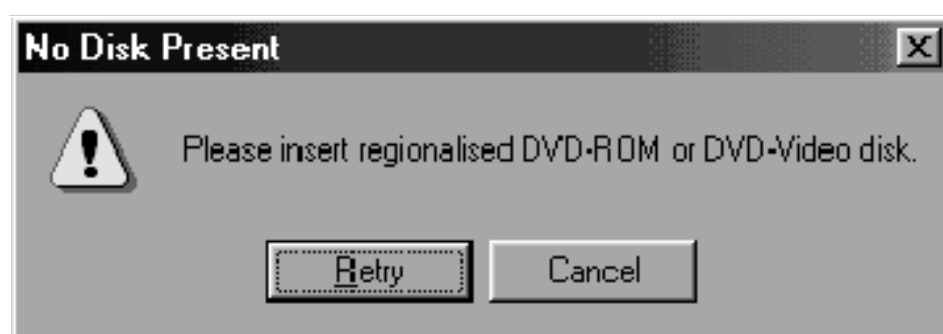 No Disk Present
Please insert regionalised DVD-ROM or DVD-Video disk.
Retry
Cancel